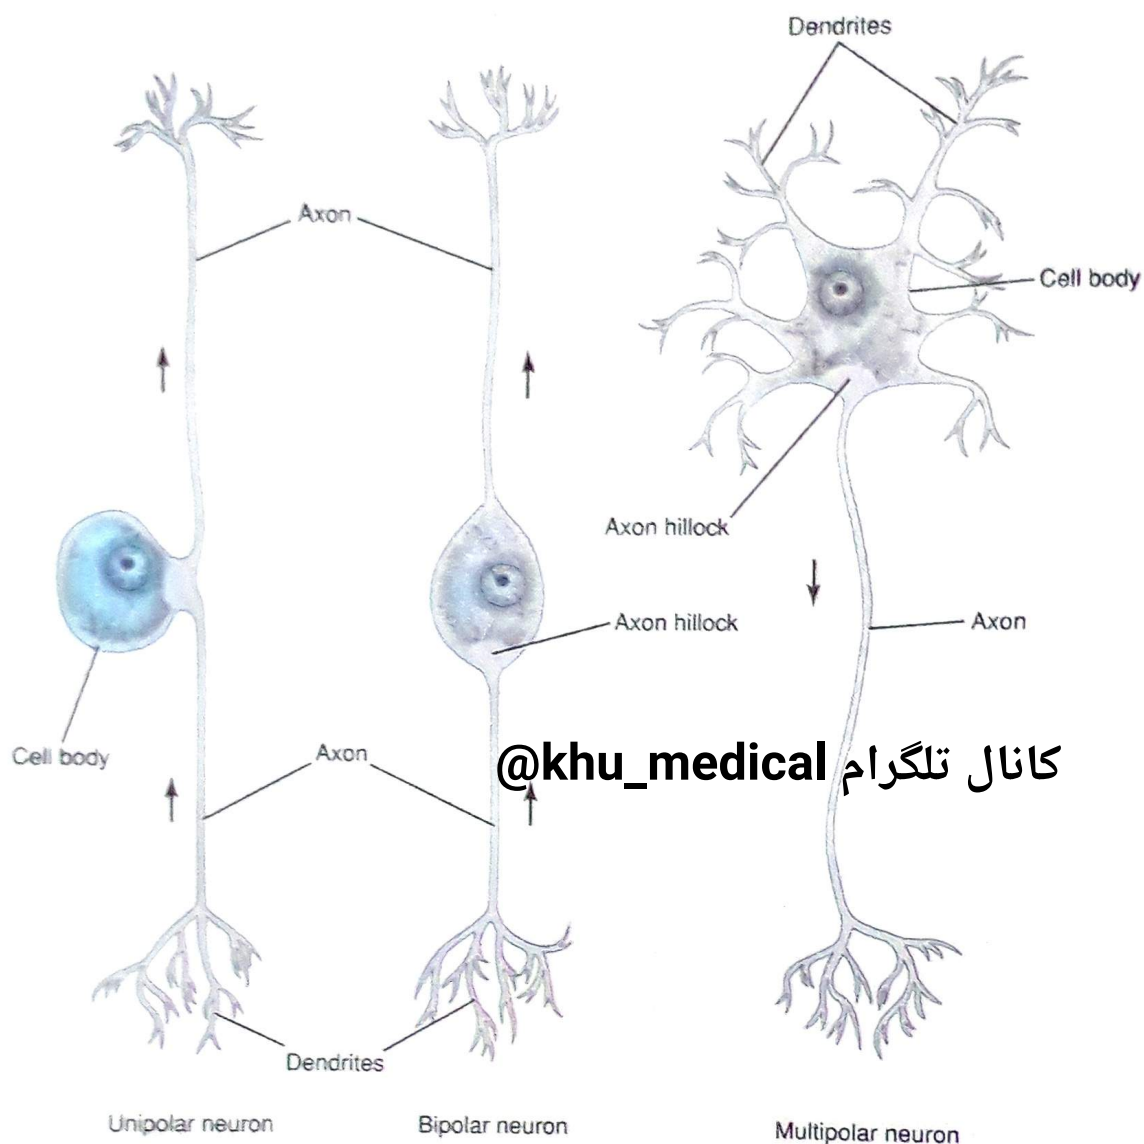 Dendrites
Axon
Cell body
Axon hillock
Axon hillock
Axon
Cell body
Axon
کانال تلگرام @khu_medical
Dendrites
Unipolar neuron
Bipolar neuron
Multipolar neuron